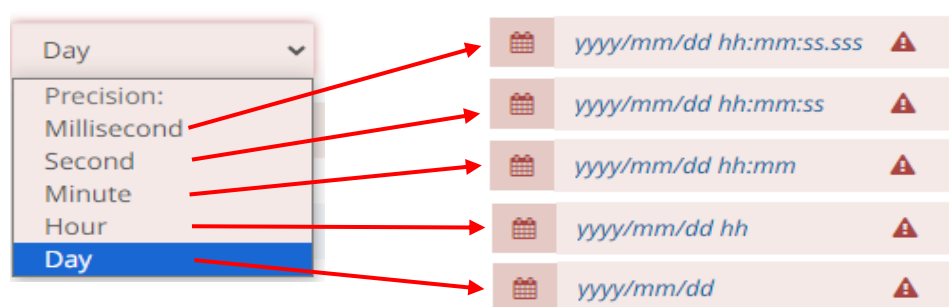 Day
Precision:
Millisecond
Second
Minute
Hour
Day
yyyy/mm/dd hh:mm:ss.sss
yyyy/mm/dd hh:mm:ss
yyyy/mm/dd hh:mm
yyyy/mm/dd hh
yyyy/mm/dd